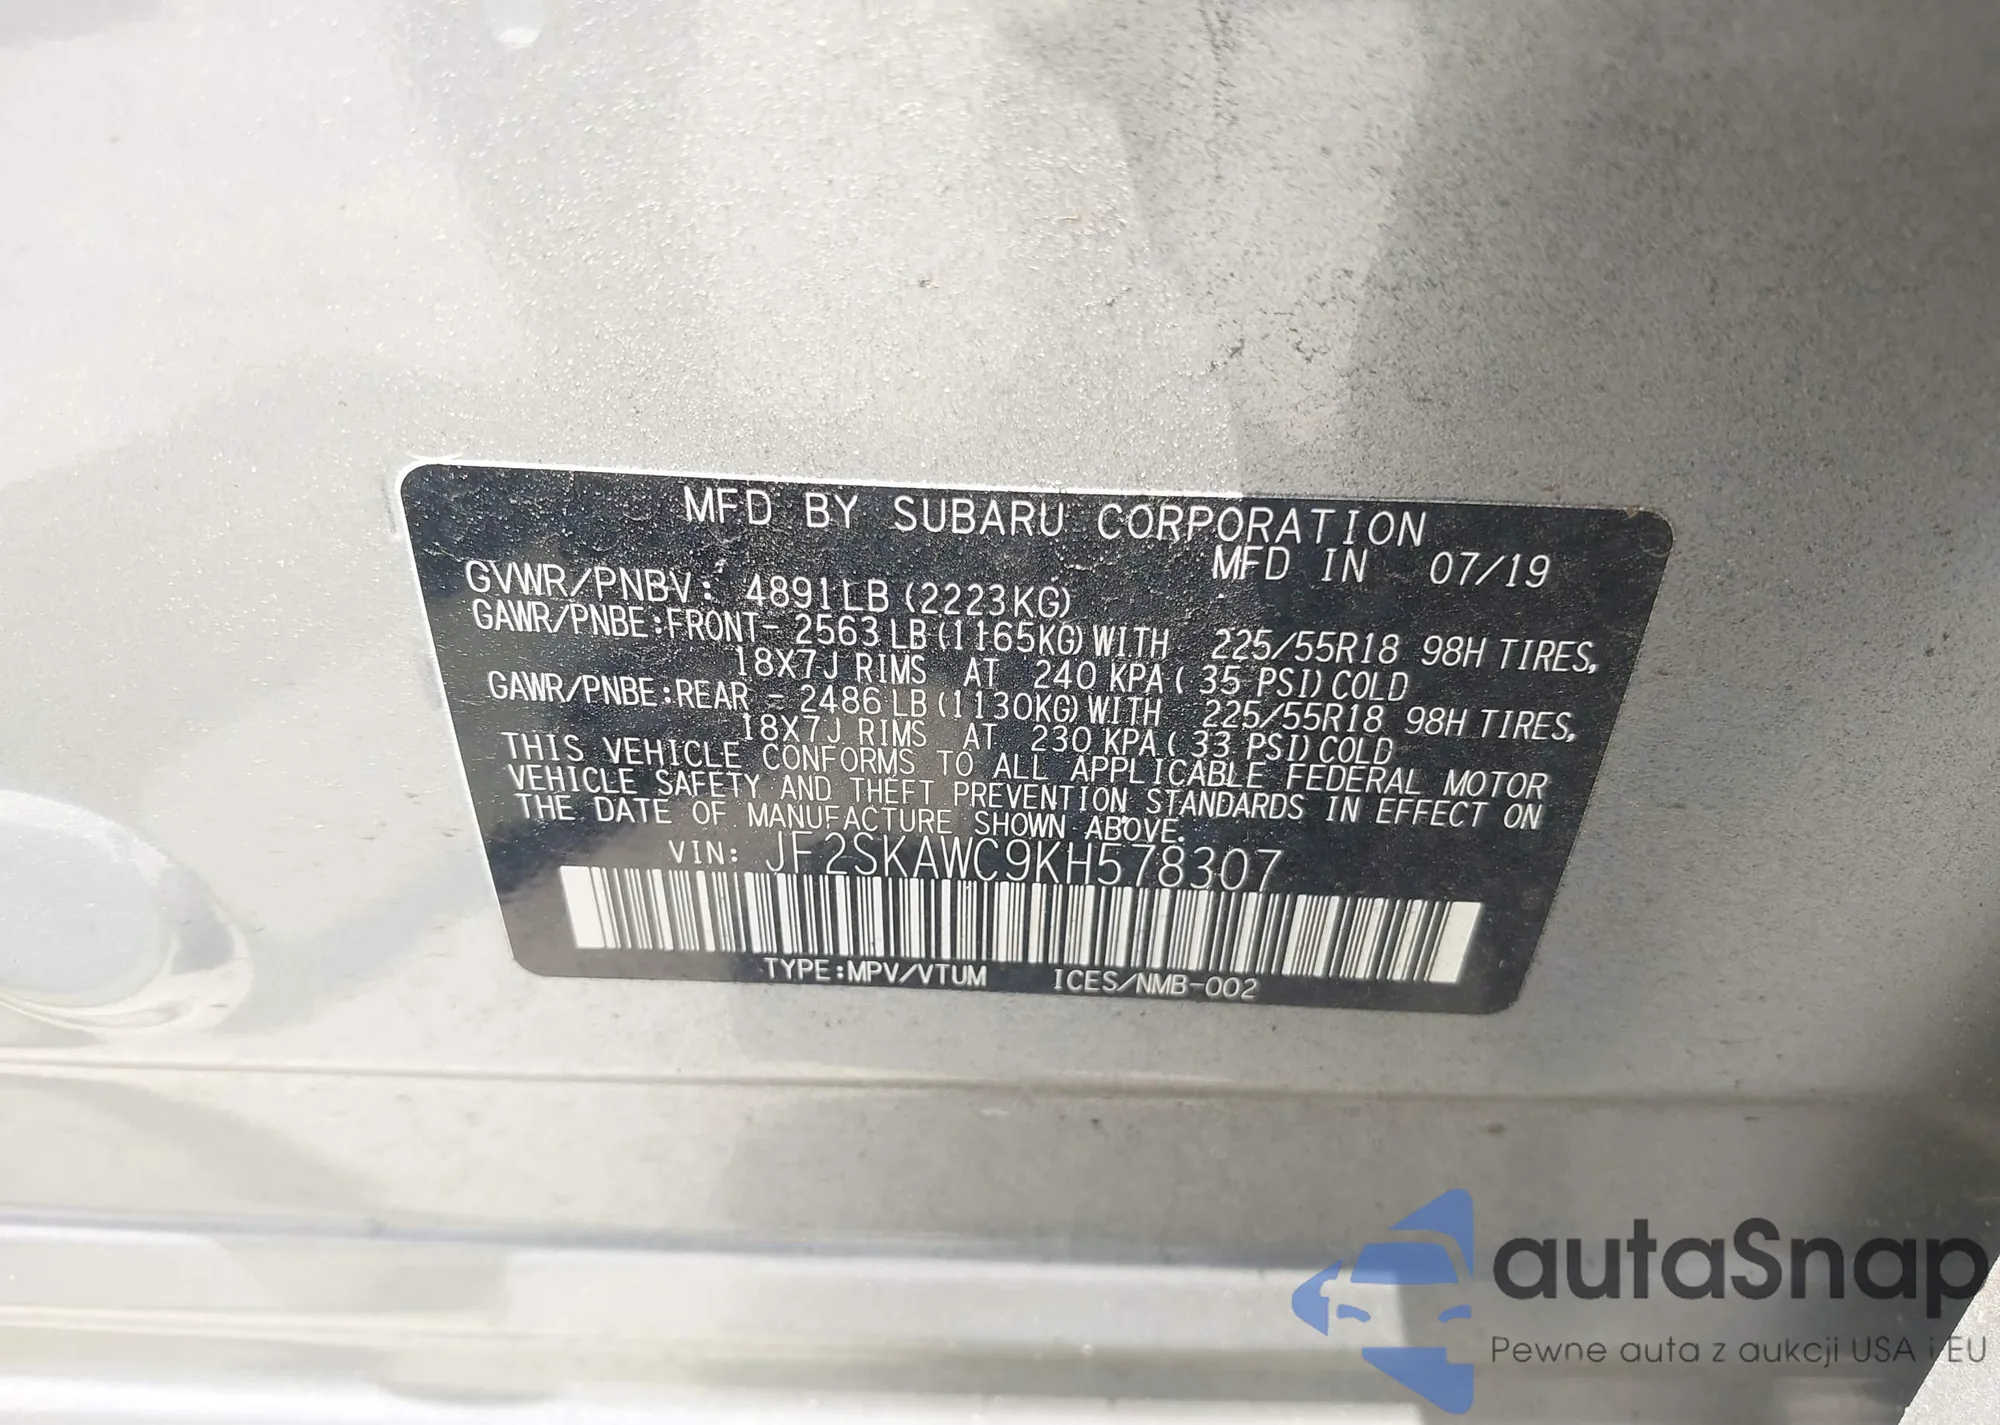 MFD BY SUBARU CORPORATION
MFD IN 07/19
GVWR/PNBV: 4891LB (2223KG)
GAWR/PNBE:FRONT- 2563 LB (1165KG) WITH 225/55R18 98H TIRES,
18X7J RIMS AT 240 KPA ( 35 PSI) COLD
GAWR/PNBE:REAR - 2486 LB (1130KG) WITH 225/55R18 98H TIRES,
18X7J RIMS AT 230 KPA ( 33 PSI) COLD
THIS VEHICLE CONFORMS TO ALL APPLICABLE FEDERAL MOTOR
VEHICLE SAFETY AND THEFT PREVENTION STANDARDS IN EFFECT ON
THE DATE OF MANUFACTURE SHOWN ABOVE.
VIN: JF2SKAWC9KH578307
TYPE:MPV/VTUM ICES/NMB-002
autaSnap
Pewne auta z aukcji USA i EU